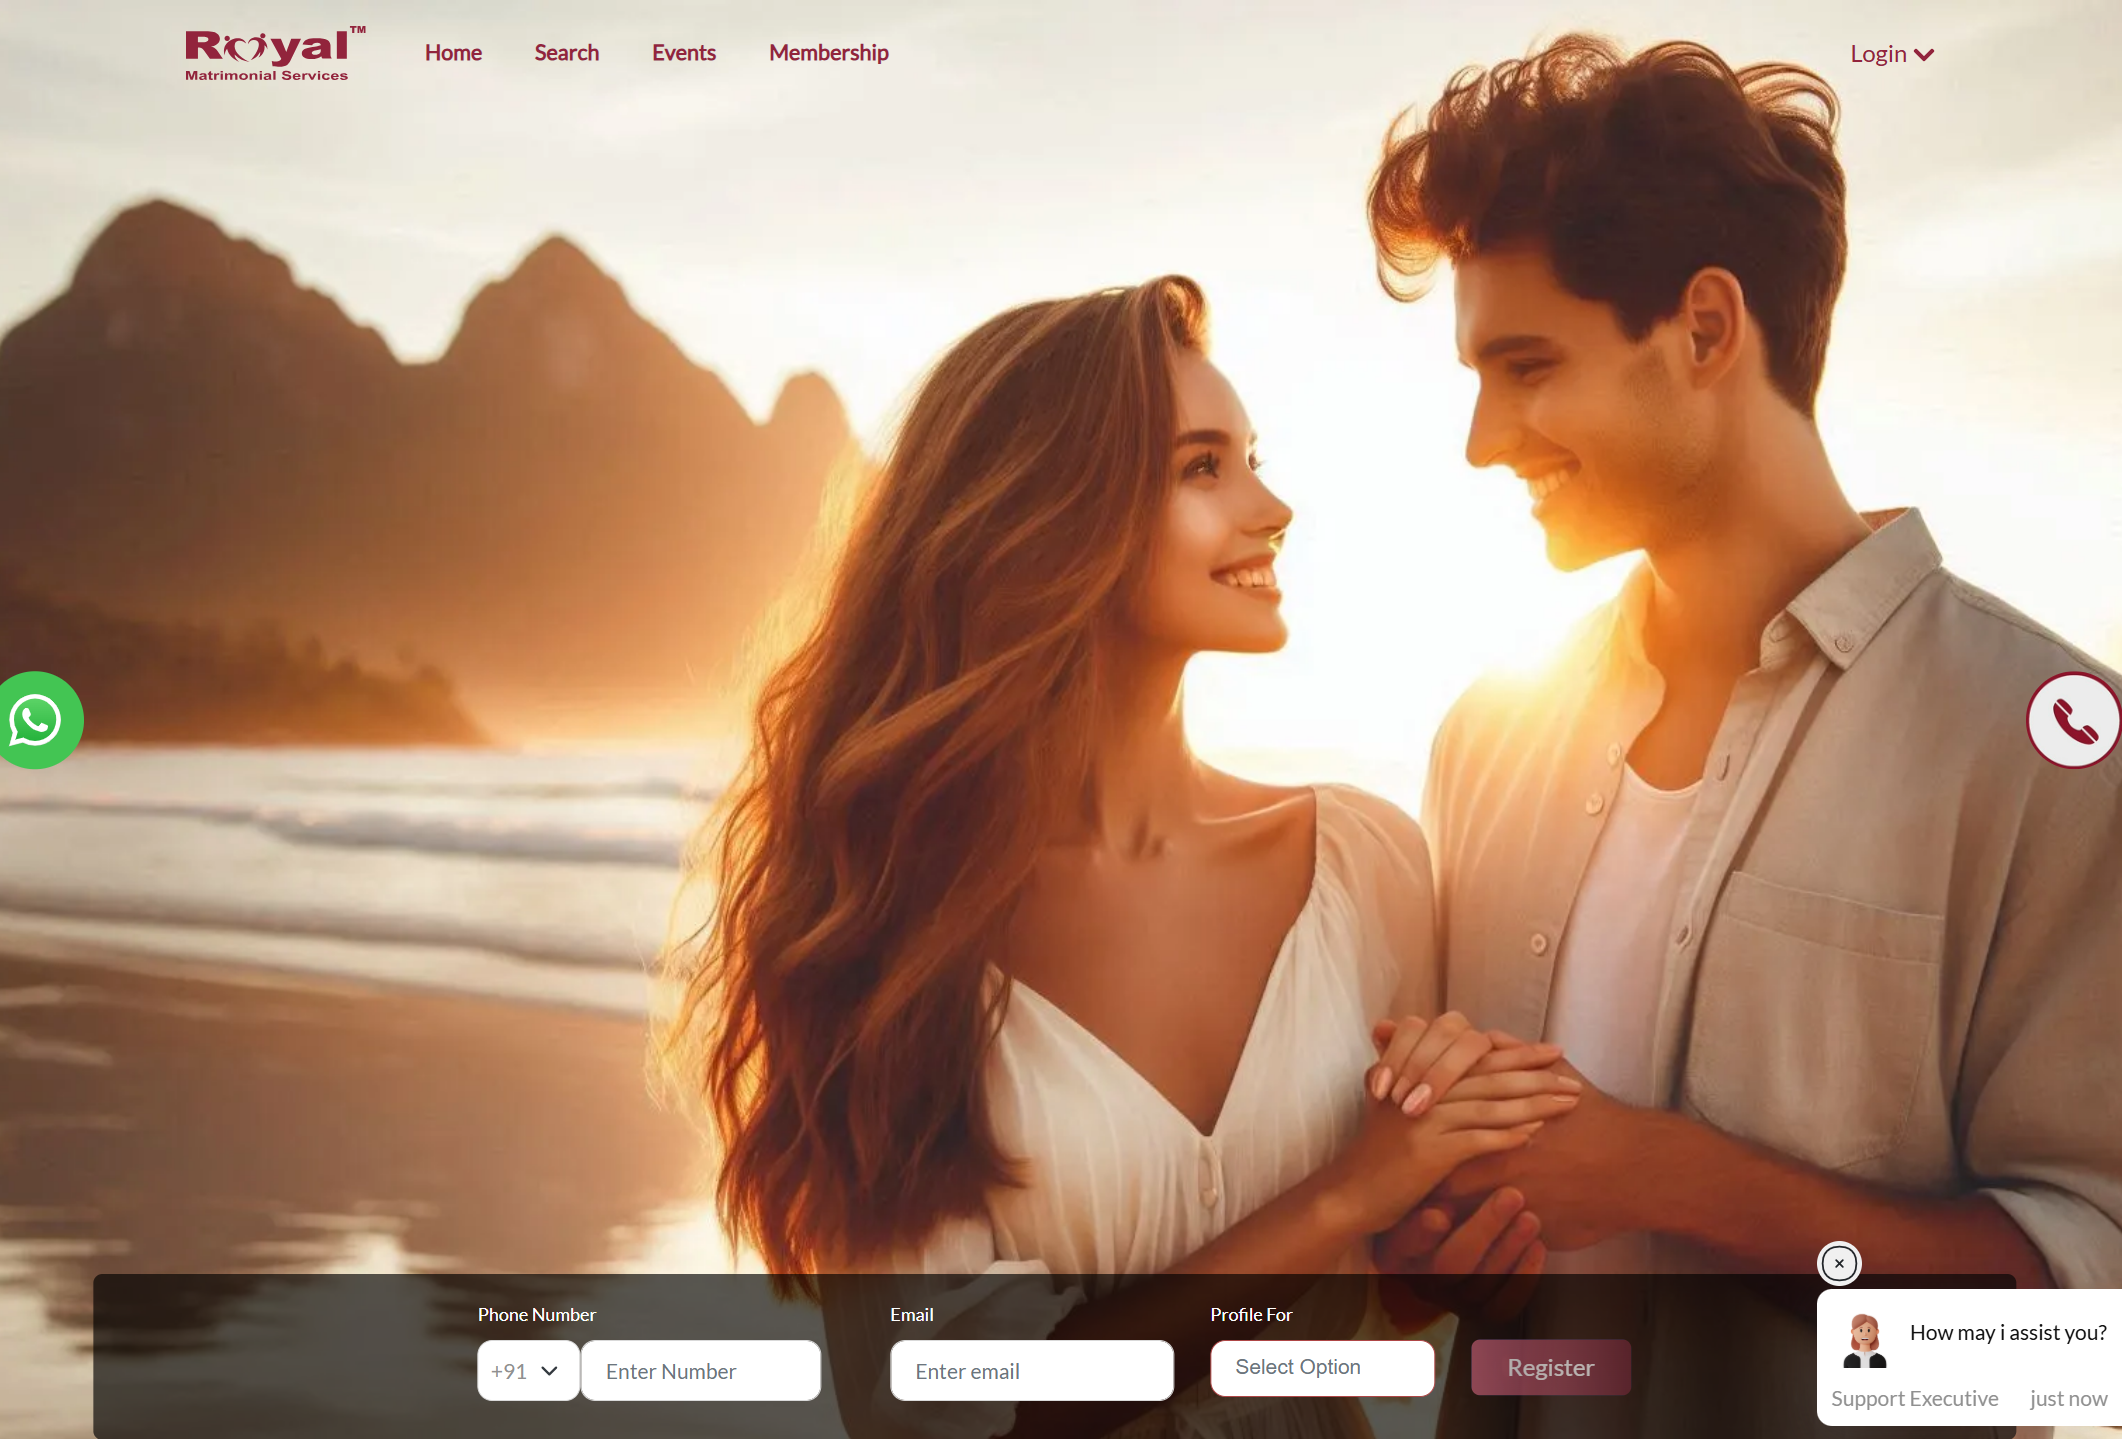 Royal™
Matrimonial Services
Home
Search
Events
Membership
Login
Phone Number
+91
Enter Number
Email
Enter email
Profile For
Select Option
Register
How may i assist you?
Support Executive
just now